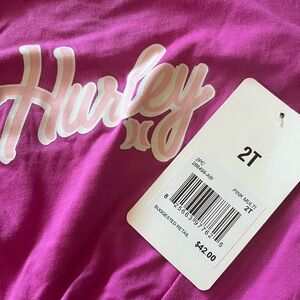 Hurley
2T
2PC
PINK MULTI
2T
SUGGESTED RETAIL
$42.00